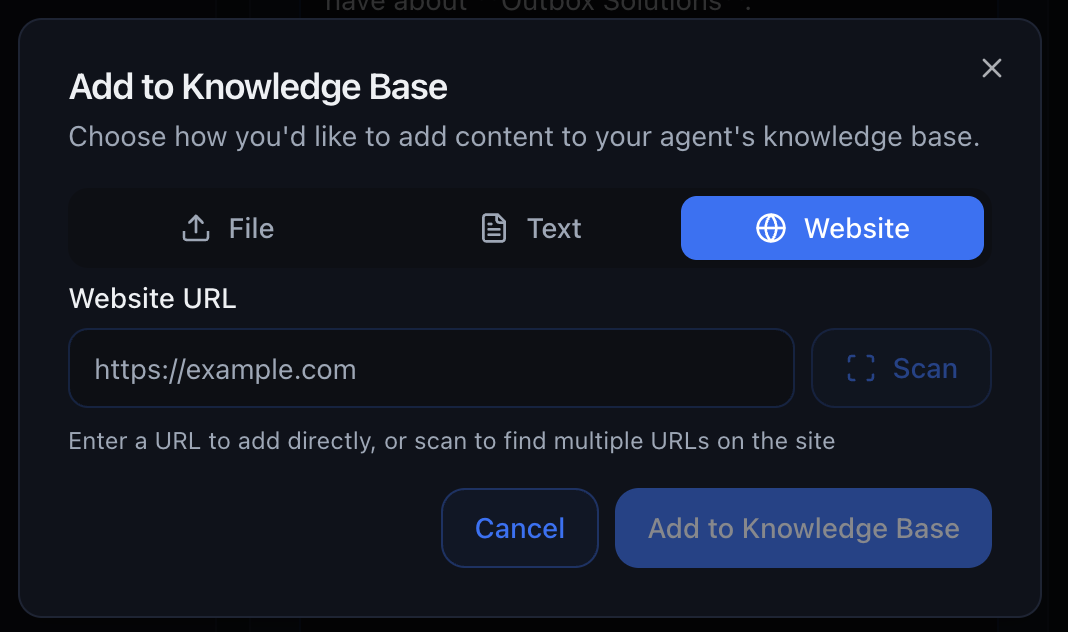 have about "Outbox Solutions".
Add to Knowledge Base
Choose how you'd like to add content to your agent's knowledge base.
File
Text
Website
Website URL
https://example.com
Scan
Enter a URL to add directly, or scan to find multiple URLs on the site
Cancel
Add to Knowledge Base